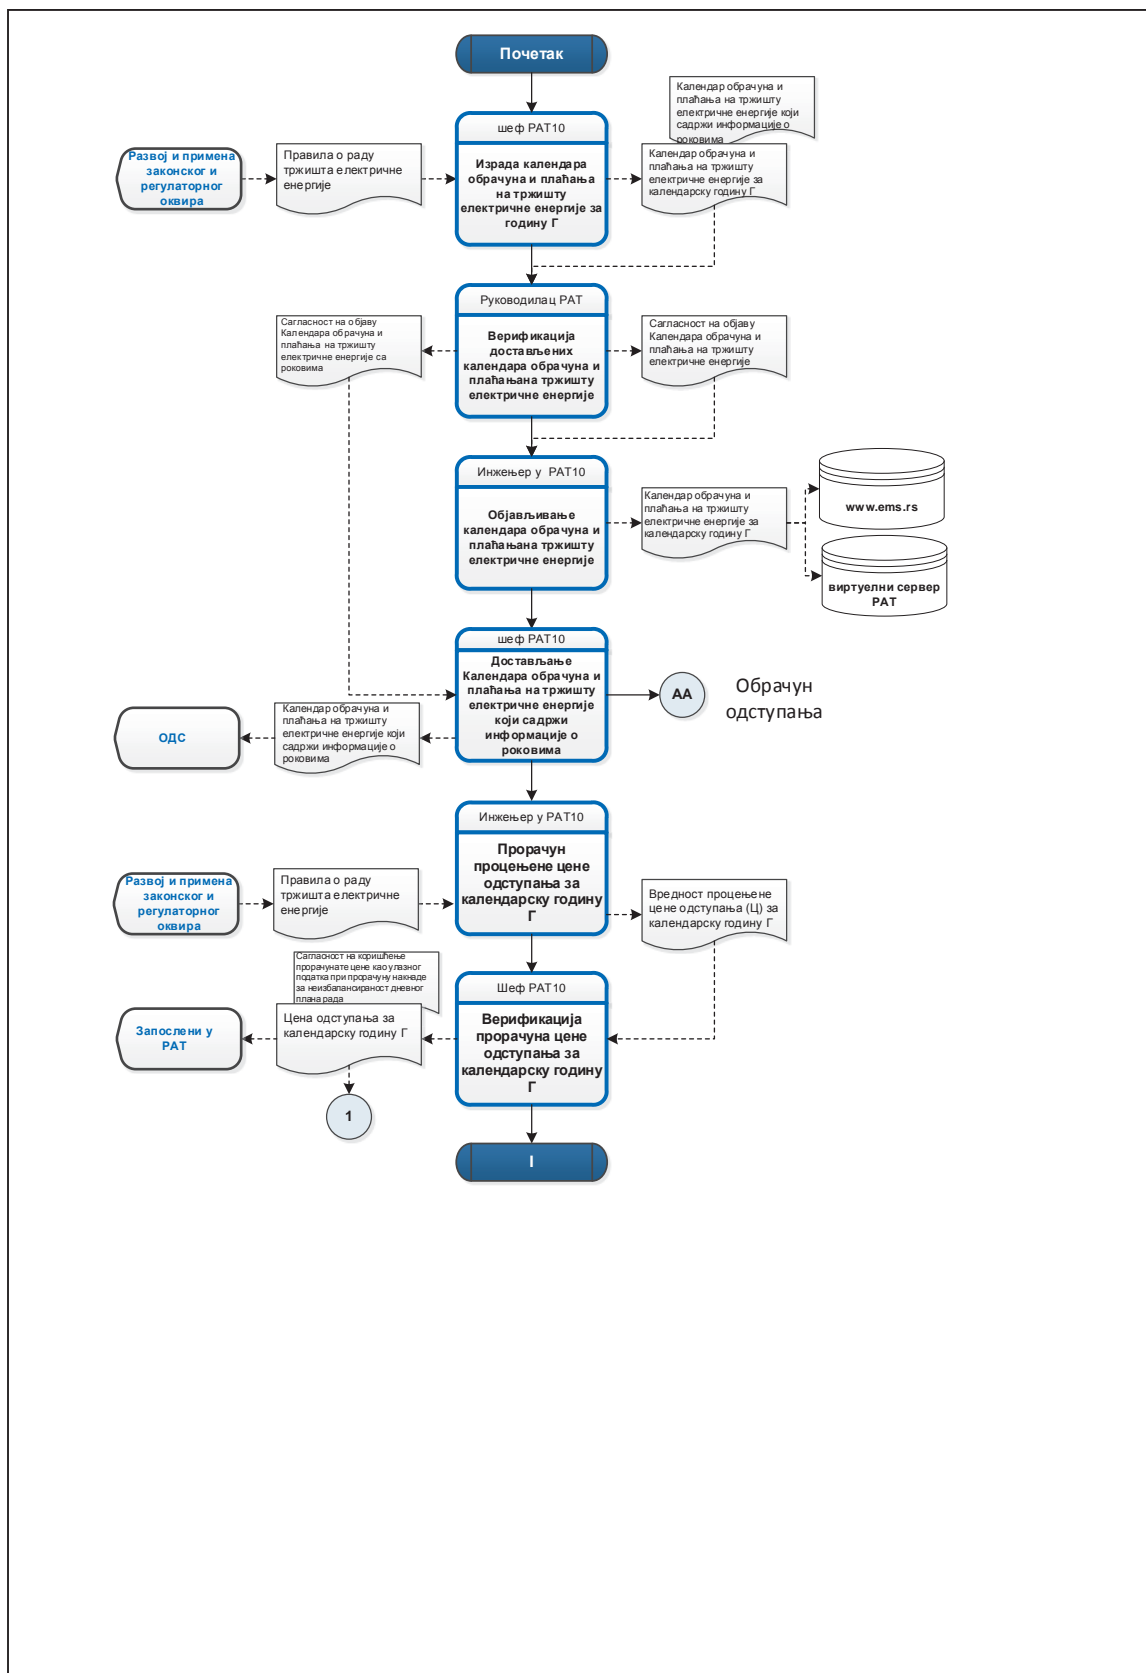 Почетак
Календар обрачуна и
плаћања на тржишту
електричне енергије који
садржи информације о
роковима
шеф РАТ10
Израда календара
обрачуна и плаћања
на тржишту
електричне енергије за
годину Г
Развој и примена
законског и
регулаторног
оквира
Правила о раду
тржишта електричне
енергије
Календар обрачуна и
плаћања на тржишту
електричне енергије за
календарску годину Г
Руководилац РАТ
Верификација
достављених
календара обрачуна и
плаћањана тржишту
електричне енергије
Сагласност на објаву
Календара обрачуна и
плаћања на тржишту
електричне енергије са
роковима
Сагласност на објаву
Календара обрачуна и
плаћања на тржишту
електричне енергије
Инжењер у РАТ10
Објављивање
календара обрачуна и
плаћањана тржишту
електричне енергије
Календар обрачуна и
плаћања на тржишту
електричне енергије за
календарску годину Г
www.ems.rs
виртуелни сервер
РАТ
шеф РАТ10
Достављање
Календара обрачуна и
плаћања на тржишту
електричне енергије
који садржи
информације о
роковима
АА
Обрачун
одступања
ОДС
Календар обрачуна и
плаћања на тржишту
електричне енергије који
садржи информације о
роковима
Инжењер у РАТ10
Прорачун
процењене цене
одступања за
календарску годину
Г
Развој и примена
законског и
регулаторног
оквира
Правила о раду
тржишта електричне
енергије
Вредност процењене
цене одступања (Ц) за
календарску годину Г
Сагласност на коришћење
прорачунате цене као улазног
податка при прорачуну накнаде
за неизбалансираност дневног
плана рада
Шеф РАТ10
Верификација
прорачуна цене
одступања за
календарску годину
Г
Запослени у
РАТ
Цена одступања за
календарску годину Г
1
I